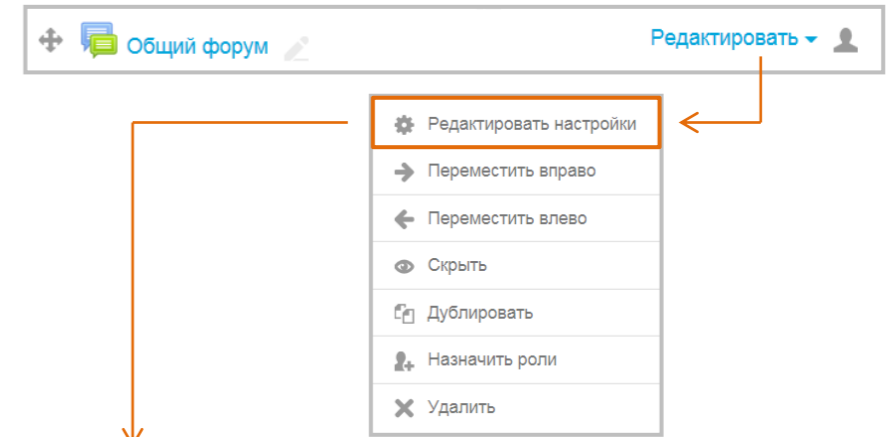 Общий форум
Редактировать
Редактировать настройки
Переместить вправо
Переместить влево
Скрыть
Дублировать
Назначить роли
Удалить